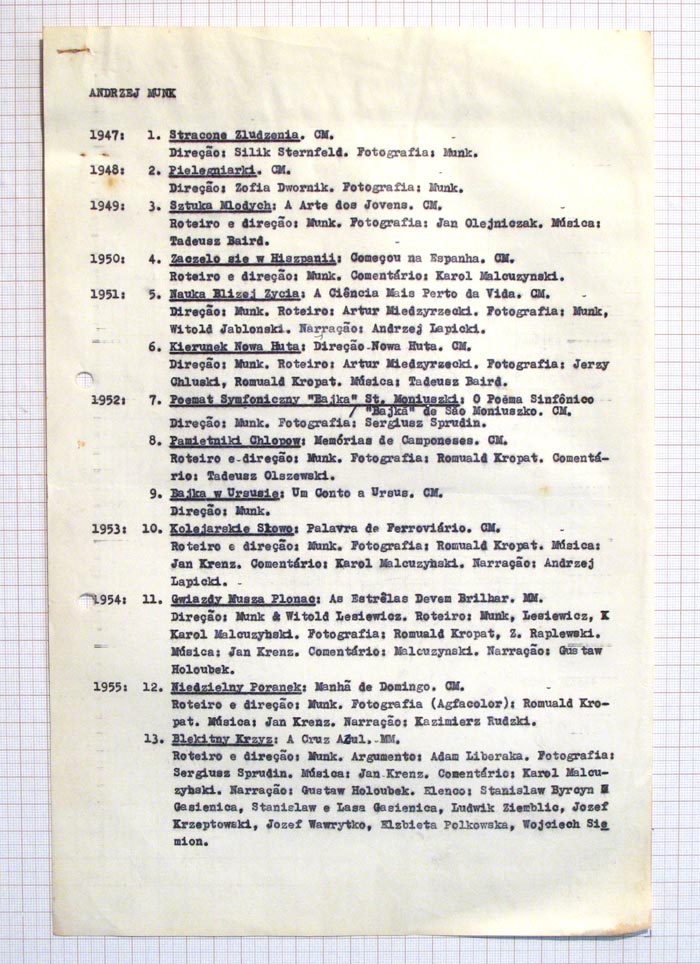 ANDRZEJ MUNK
1947: 1. Stracone Zludzenia. CM.
Direção: Silik Sternfeld. Fotografia: Munk.
1948: 2. Pielegniarki. CM.
Direção: Zofia Dwornik. Fotografia: Munk.
1949: 3. Sztuka Mlodych: A Arte dos Jovens. CM.
Roteiro e direção: Munk. Fotografia: Jan Olejniczak. Música:
Tadeusz Baird.
1950: 4. Zaczelo sie w Hiszpanii: Começou na Espanha. CM.
Roteiro e direção: Munk. Comentário: Karol Malcuzynski.
1951: 5. Nauka Blizej Zycia: A Ciência Mais Perto da Vida. CM.
Direção: Munk. Roteiro: Artur Miedzyrzecki. Fotografia: Munk,
Witold Jablonski. Narração: Andrzej Lapicki.
6. Kierunek Nowa Huta: Direção Nowa Huta. CM.
Direção: Munk. Roteiro: Artur Miedzyrzecki. Fotografia: Jerzy
Chluski, Romuald Kropat. Música: Tadeusz Baird.
1952: 7. Poemat Symfoniczny "Bajka" St. Moniuszki: O Poëma Sinfônico
/ "Bajka" de São Moniuszko. CM.
Direção: Munk. Fotografia: Sergiusz Sprudin.
8. Pamietniki Chlopow: Memórias de Camponeses. CM.
Roteiro e direção: Munk. Fotografia: Romuald Kropat. Comentá-
rio: Tadeusz Olszewski.
9. Bajka w Ursusie: Um Conto a Ursus. CM.
Direção: Munk.
1953: 10. Kolejarskie Slowo: Palavra de Ferroviário. CM.
Roteiro e direção: Munk. Fotografia: Romuald Kropat. Música:
Jan Krenz. Comentário: Karol Malcuzynski. Narração: Andrzej
Lapicki.
1954: 11. Gwiazdy Musza Plonac: As Estrêlas Devem Brilhar. MM.
Direção: Munk & Witold Lesiewicz. Roteiro: Munk, Lesiewicz, K
Karol Malcuzynski. Fotografia: Romuald Kropat, Z. Raplewski.
Música: Jan Krenz. Comentário: Malcuzynski. Narração: Gustaw
Holoubek.
1955: 12. Niedzielny Poranek: Manhã de Domingo. CM.
Roteiro e direção: Munk. Fotografia (Agfacolor): Romuald Kro-
pat. Música: Jan Krenz. Narração: Kazimierz Rudzki.
13. Blekitny Krzyz: A Cruz Azul. MM.
Roteiro e direção: Munk. Argumento: Adam Liberaka. Fotografia:
Sergiusz Sprudin. Música: Jan Krenz. Comentário: Karol Malcu-
zynski. Narração: Gustaw Holoubek. Elenco: Stanislaw Byrcyn
Gasienica, Stanislaw e Lasa Gasienica, Ludwik Ziemblic, Jozef
Krzeptowski, Jozef Wawrytko, Elzbieta Polkowska, Wojciech Sie
mion.